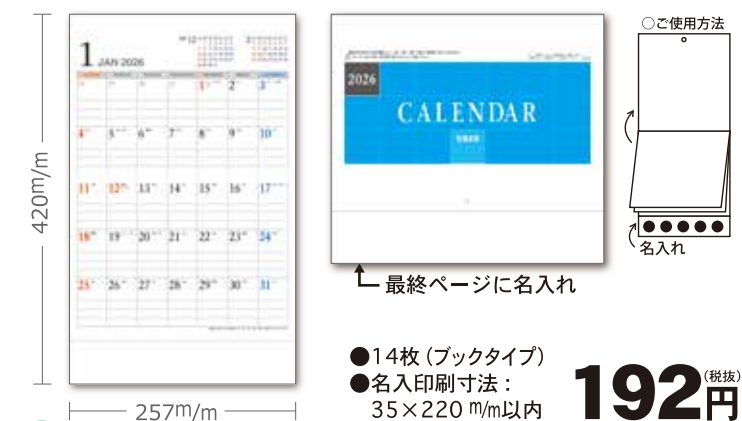 1 JAN 2026
1 2 3
4 5 6 7 8 9 10
11 12 13 14 15 16 17
18 19 20 21 22 23 24
25 26 27 28 29 30 31
420m/m
257m/m
2026
CALENDAR
最終ページに名入れ
○ご使用方法
名入れ
●14枚(ブックタイプ)
●名入印刷寸法:
35×220 m/m以内
192円(税抜)